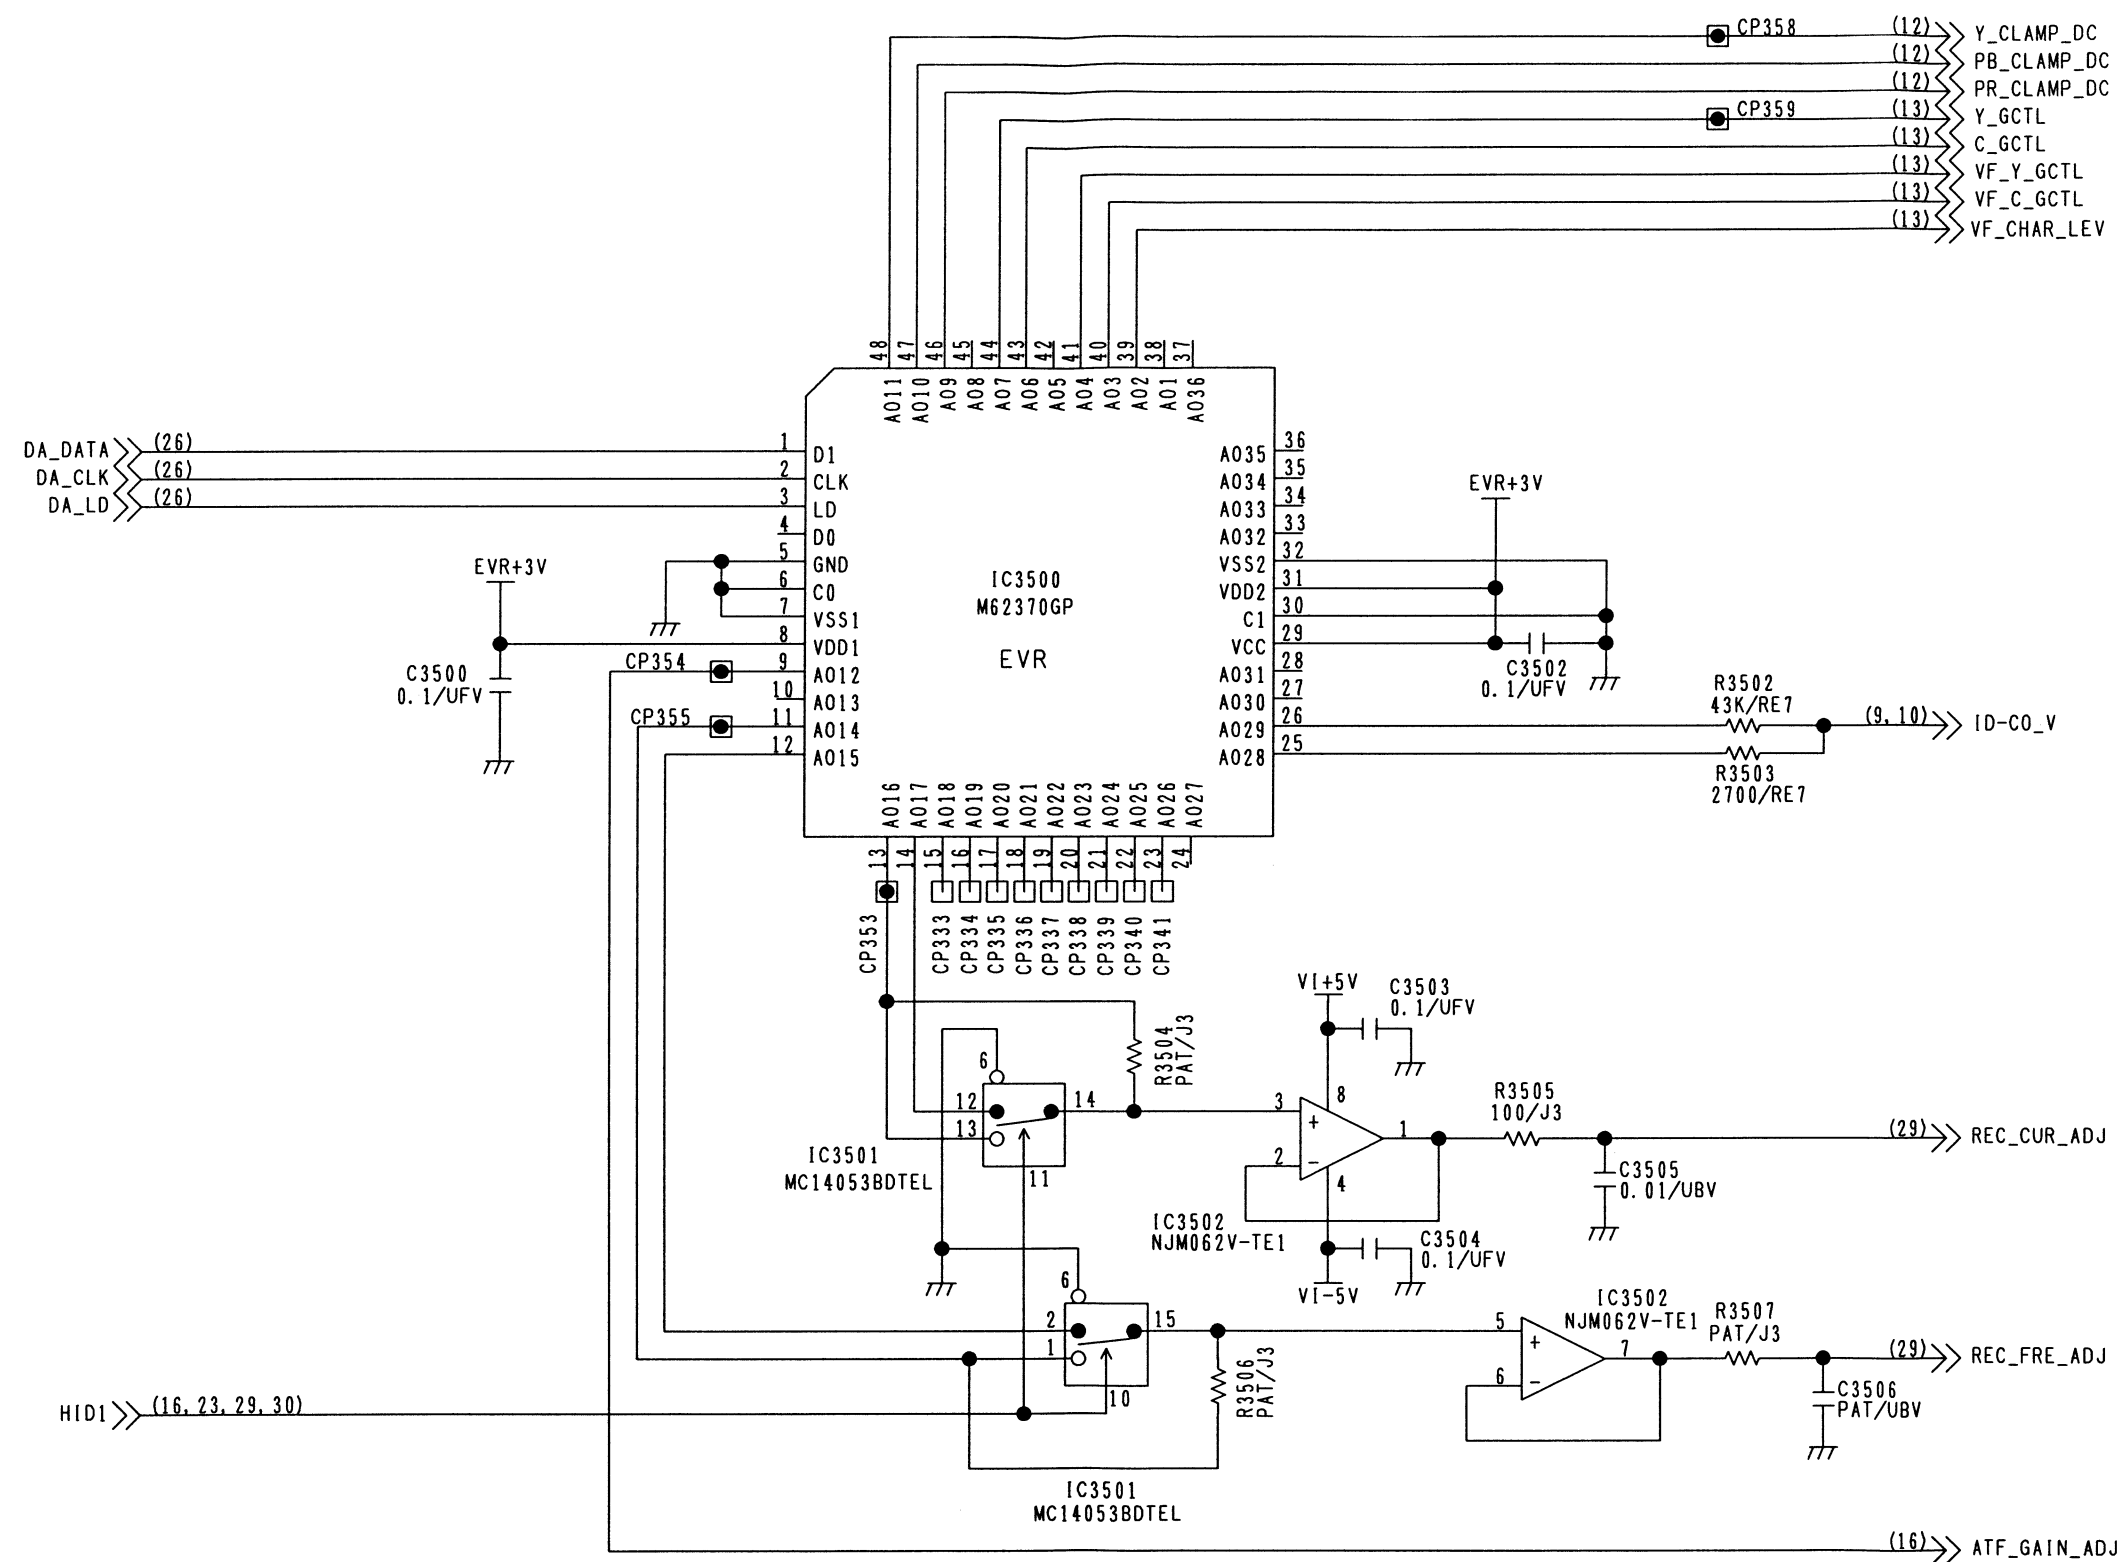 CP358 (12) Y_CLAMP_DC
(12) PB_CLAMP_DC
(12) PR_CLAMP_DC
CP359 (13) Y_GCTL
(13) C_GCTL
(13) VF_Y_GCTL
(13) VF_C_GCTL
(13) VF_CHAR_LEV
48 47 46 45 44 43 42 41 40 39 38 37
AO11 AO10 AO9 AO8 AO7 AO6 AO5 AO4 AO3 AO2 AO1 AO36
DA_DATA (26) 1 D1
DA_CLK (26) 2 CLK
DA_LD (26) 3 LD
4 D0
5 GND
6 C0
7 VSS1
8 VDD1
9 AO12
10 AO13
11 AO14
12 AO15
EVR+3V
C3500
0.1/UFV
CP354
CP355
IC3500
M62370GP
EVR
AO35 36
AO34 35
AO33 34
AO32 33
VSS2 32
VDD2 31
C1 30
VCC 29
AO31 28
AO30 27
AO29 26
AO28 25
EVR+3V
C3502
0.1/UFV
R3502
43K/RE7
(9,10) ID-CO_V
R3503
2700/RE7
AO16 AO17 AO18 AO19 AO20 AO21 AO22 AO23 AO24 AO25 AO26 AO27
13 14 15 16 17 18 19 20 21 22 23 24
CP353 CP333 CP334 CP335 CP336 CP337 CP338 CP339 CP340 CP341
R3504
PAT/J3
6
12 14
13
11
IC3501
MC14053BDTEL
VI+5V
C3503
0.1/UFV
3 8
2 1
4
IC3502
NJM062V-TE1
C3504
0.1/UFV
VI-5V
R3505
100/J3
C3505
0.01/UBV
(29) REC_CUR_ADJ
6
2 15
1
10
R3506
PAT/J3
IC3501
MC14053BDTEL
IC3502
NJM062V-TE1
5
6 7
R3507
PAT/J3
C3506
PAT/UBV
(29) REC_FRE_ADJ
HID1 (16,23,29,30)
(16) ATF_GAIN_ADJ